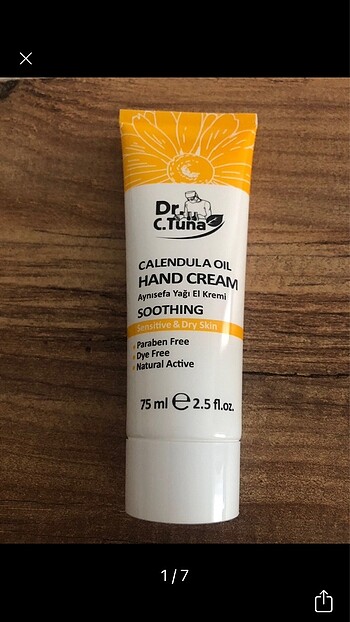 Dr.
C.Tuna
CALENDULA OIL
HAND CREAM
Aynısefa Yağı El Kremi
SOOTHING
Sensitive & Dry Skin
• Paraben Free
• Dye Free
• Natural Active
75 ml ℮ 2.5 fl.oz.
1/7